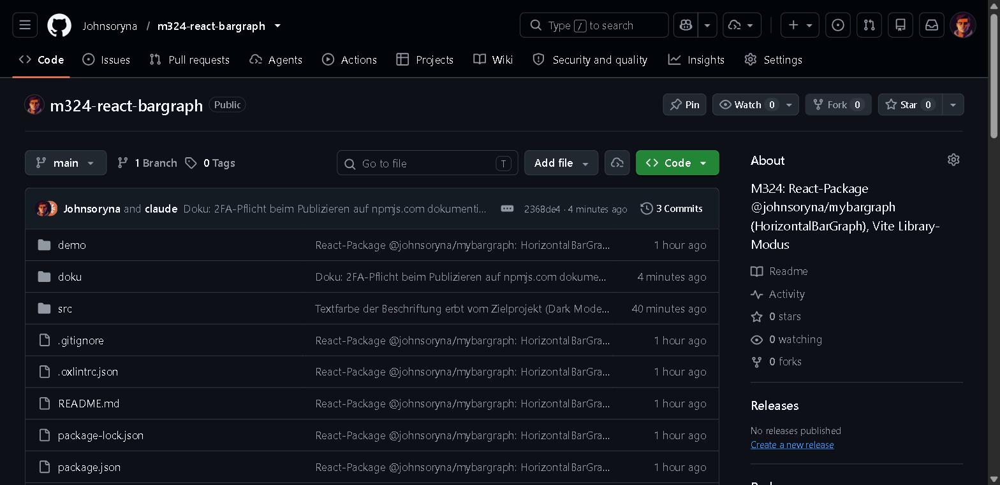 Johnsoryna / m324-react-bargraph
Type / to search
Code
Issues
Pull requests
Agents
Actions
Projects
Wiki
Security and quality
Insights
Settings
m324-react-bargraph Public
Pin
Watch 0
Fork 0
Star 0
main
1 Branch
0 Tags
Go to file T
Add file
Code
Johnsoryna and claude Doku: 2FA-Pflicht beim Publizieren auf npmjs.com dokumenti... 2368de4 · 4 minutes ago 3 Commits
demo React-Package @johnsoryna/mybargraph: HorizontalBarGra... 1 hour ago
doku Doku: 2FA-Pflicht beim Publizieren auf npmjs.com dokume... 4 minutes ago
src Textfarbe der Beschriftung erbt vom Zielprojekt (Dark Mode... 40 minutes ago
.gitignore React-Package @johnsoryna/mybargraph: HorizontalBarGra... 1 hour ago
.oxlintrc.json React-Package @johnsoryna/mybargraph: HorizontalBarGra... 1 hour ago
README.md React-Package @johnsoryna/mybargraph: HorizontalBarGra... 1 hour ago
package-lock.json React-Package @johnsoryna/mybargraph: HorizontalBarGra... 1 hour ago
package.json React-Package @johnsoryna/mybargraph: HorizontalBarGra... 1 hour ago
About
M324: React-Package
@johnsoryna/mybargraph
(HorizontalBarGraph), Vite Library-
Modus
Readme
Activity
0 stars
0 watching
0 forks
Releases
No releases published
Create a new release